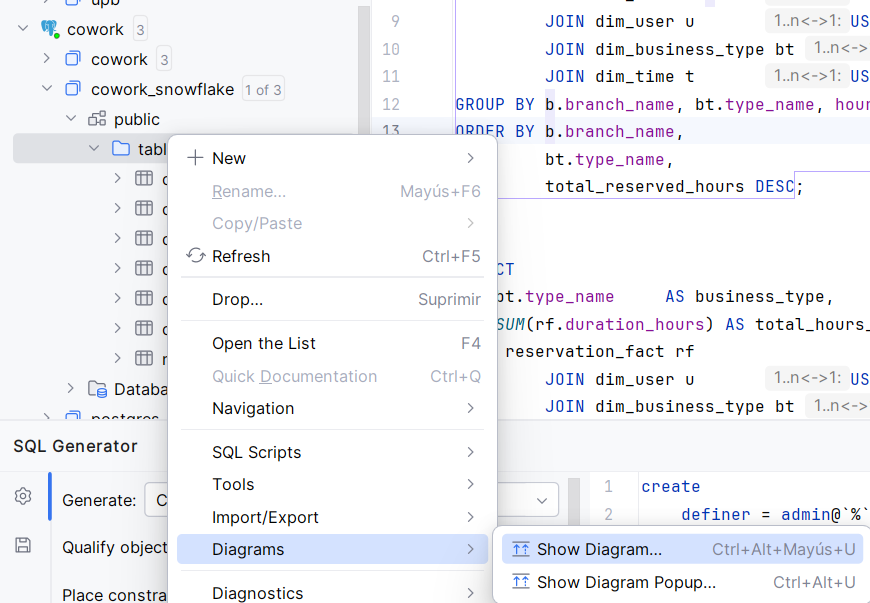 upb
cowork 3
cowork 3
cowork_snowflake 1 of 3
public
Databa
postgres
9 JOIN dim_user u 1..n<->1: US
10 JOIN dim_business_type bt 1..n<->
11 JOIN dim_time t 1..n<->1: US
12 GROUP BY b.branch_name, bt.type_name, hour
13 ORDER BY b.branch_name,
bt.type_name,
total_reserved_hours DESC;
CT
bt.type_name AS business_type,
SUM(rf.duration_hours) AS total_hours_
reservation_fact rf
JOIN dim_user u 1..n<->1: US
JOIN dim_business_type bt 1..n<->
New
Rename... Mayús+F6
Copy/Paste
Refresh Ctrl+F5
Drop... Suprimir
Open the List F4
Quick Documentation Ctrl+Q
Navigation
SQL Scripts
Tools
Import/Export
Diagrams
Diagnostics
Show Diagram... Ctrl+Alt+Mayús+U
Show Diagram Popup... Ctrl+Alt+U
SQL Generator
Generate: C
Qualify object
Place constra
1 create
2 definer = admin@`%`